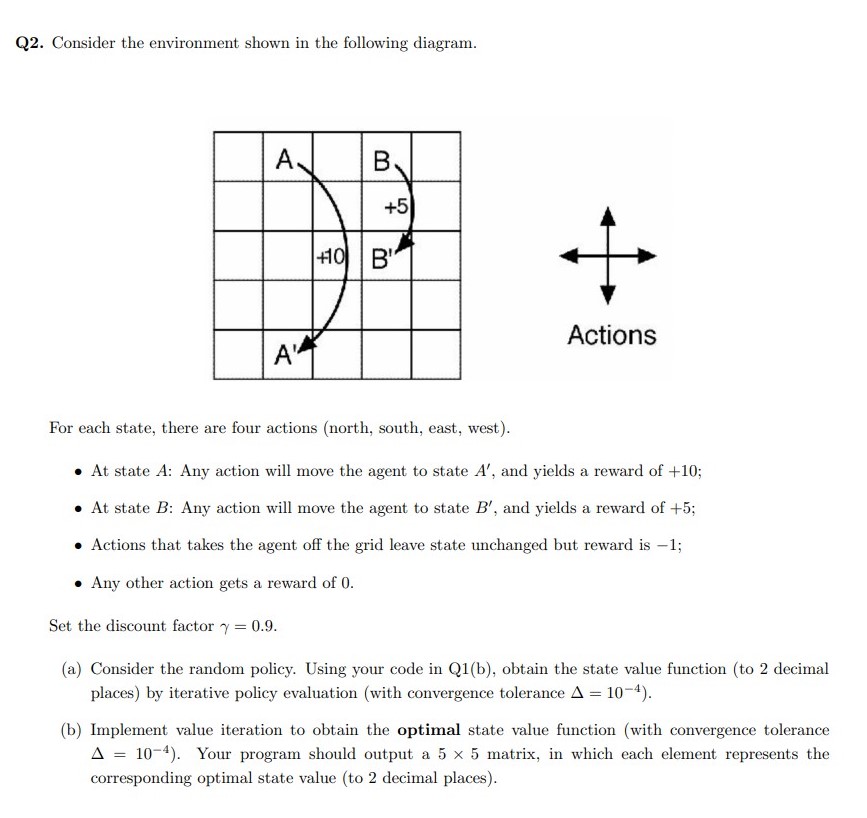 Q2. Consider the environment shown in the following diagram.
A
B
+5
+10
B'
A'
Actions
For each state, there are four actions (north, south, east, west).
• At state A: Any action will move the agent to state A′, and yields a reward of +10;
• At state B: Any action will move the agent to state B′, and yields a reward of +5;
• Actions that takes the agent off the grid leave state unchanged but reward is −1;
• Any other action gets a reward of 0.
Set the discount factor γ = 0.9.
(a) Consider the random policy. Using your code in Q1(b), obtain the state value function (to 2 decimal
places) by iterative policy evaluation (with convergence tolerance Δ = 10⁻⁴).
(b) Implement value iteration to obtain the optimal state value function (with convergence tolerance
Δ = 10⁻⁴). Your program should output a 5 × 5 matrix, in which each element represents the
corresponding optimal state value (to 2 decimal places).